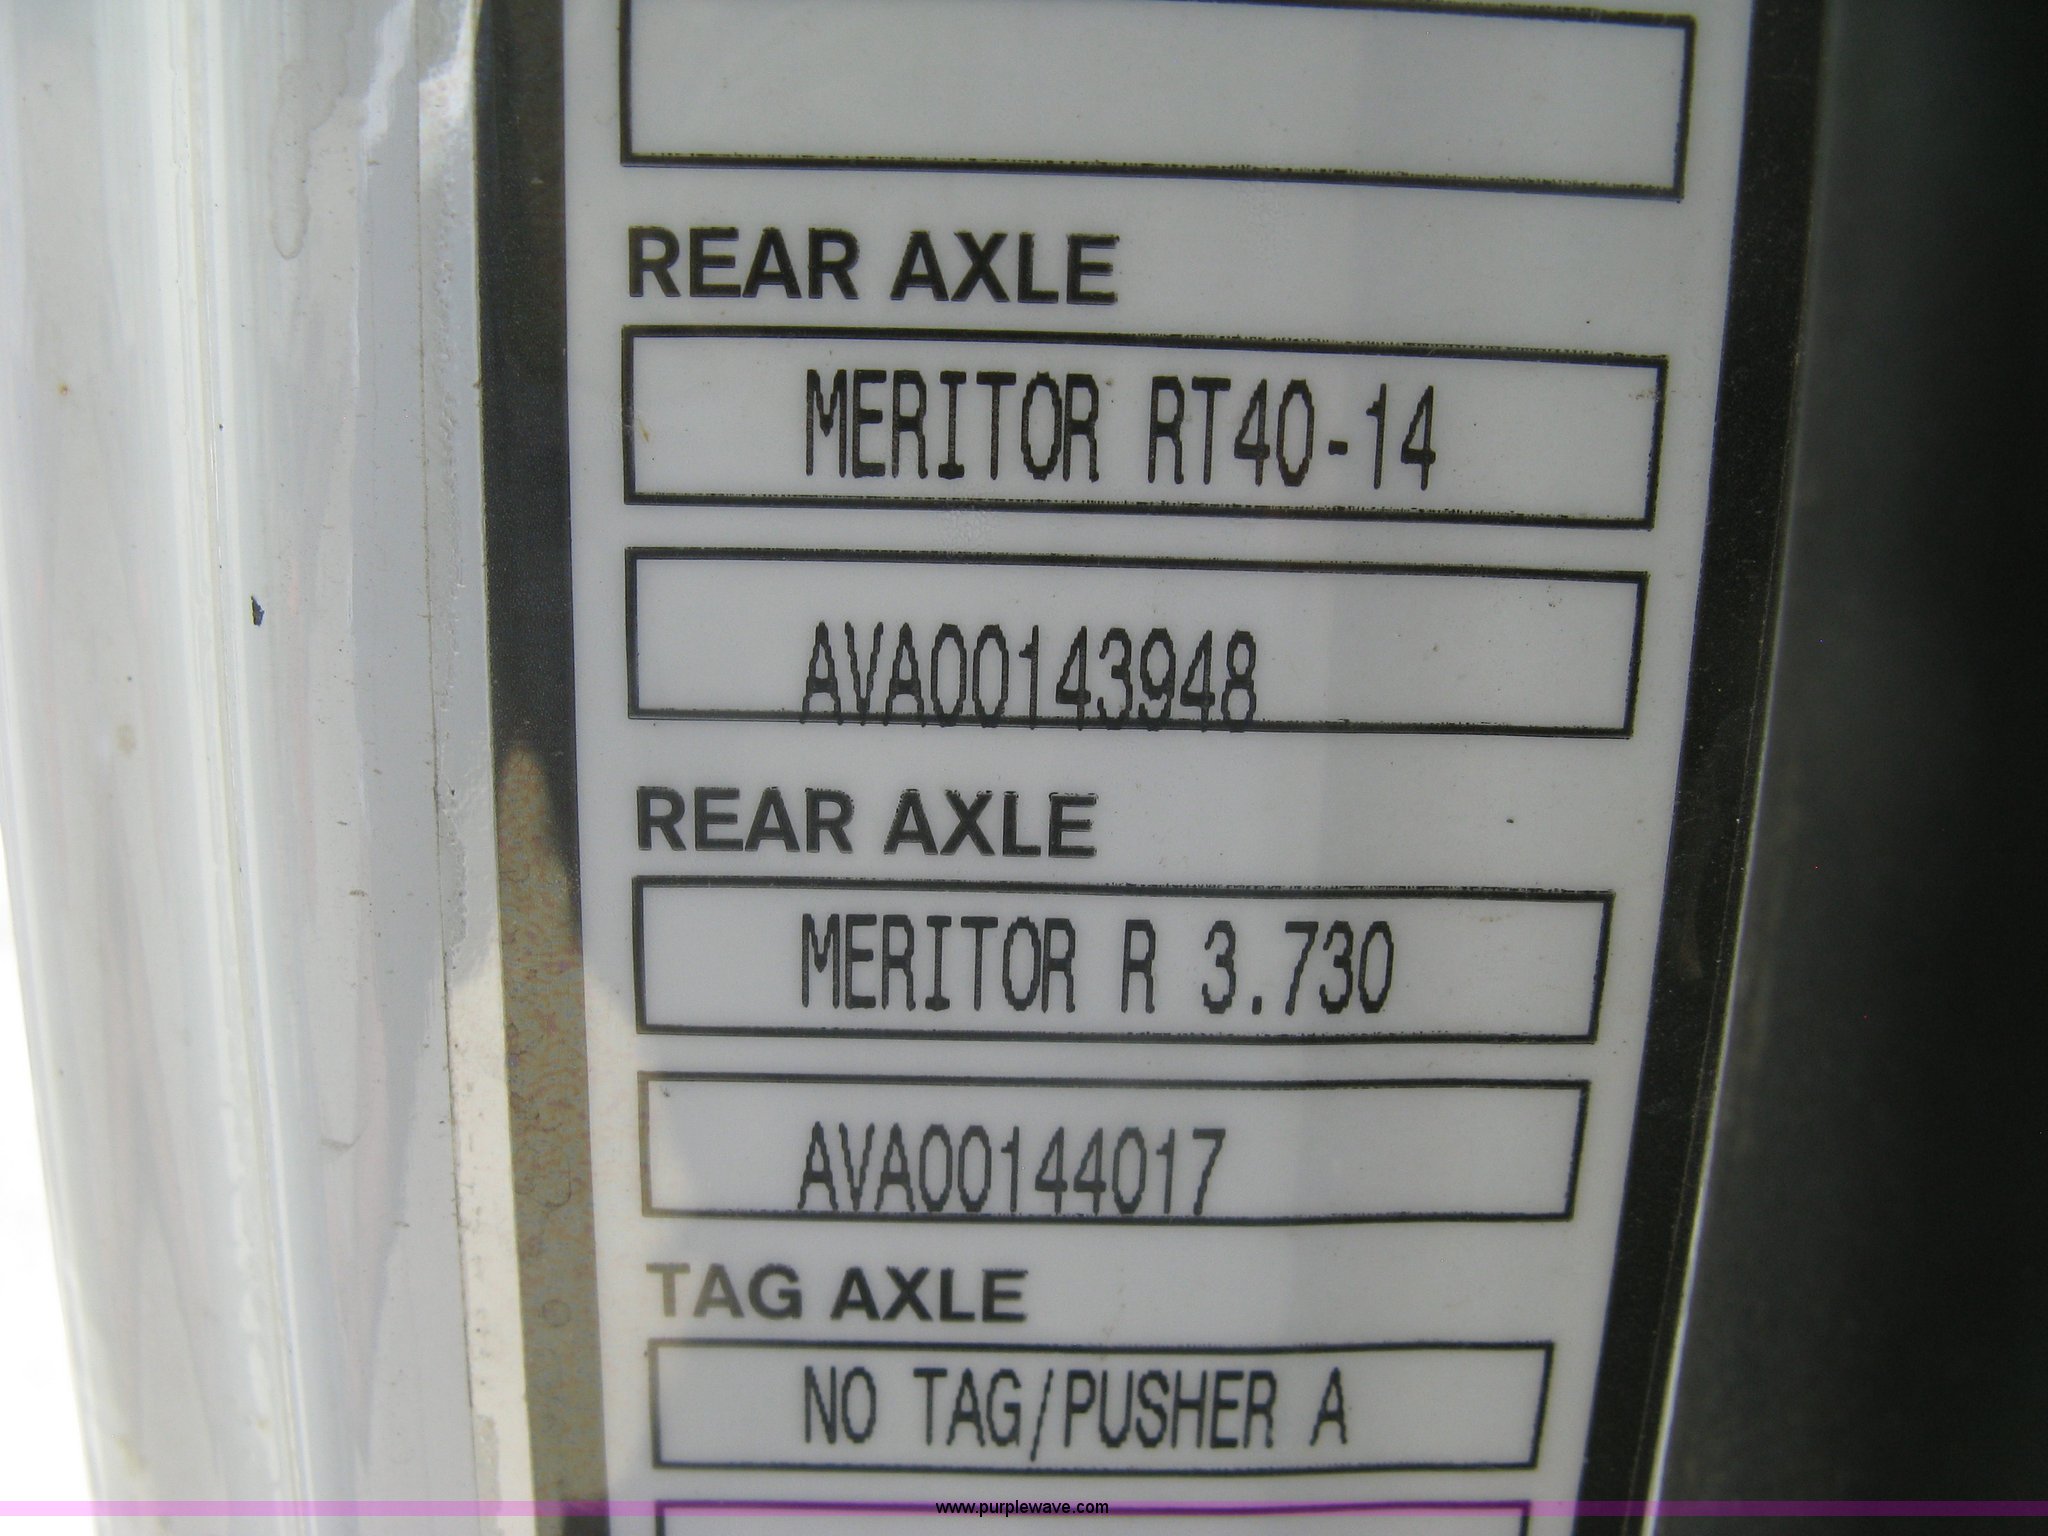 REAR AXLE
MERITOR RT40-14
AVA00143948
REAR AXLE
MERITOR R 3.730
AVA00144017
TAG AXLE
NO TAG/PUSHER A
www.purplewave.com